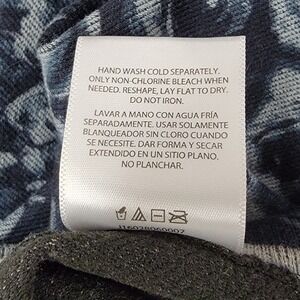 HAND WASH COLD SEPARATELY.
ONLY NON-CHLORINE BLEACH WHEN
NEEDED. RESHAPE, LAY FLAT TO DRY.
DO NOT IRON.
LAVAR A MANO CON AGUA FRÍA
SEPARADAMENTE. USAR SOLAMENTE
BLANQUEADOR SIN CLORO CUANDO
SE NECESITE. DAR FORMA Y SECAR
EXTENDIDO EN UN SITIO PLANO.
NO PLANCHAR.
J16028060007